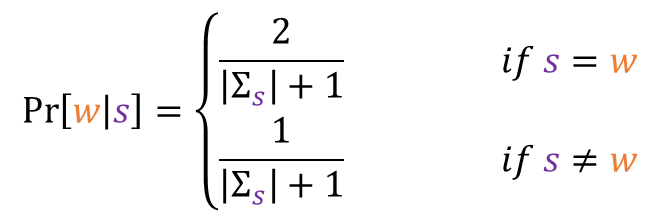 Pr[w|s] = { 2 / (|Σₛ| + 1) if s = w
1 / (|Σₛ| + 1) if s ≠ w